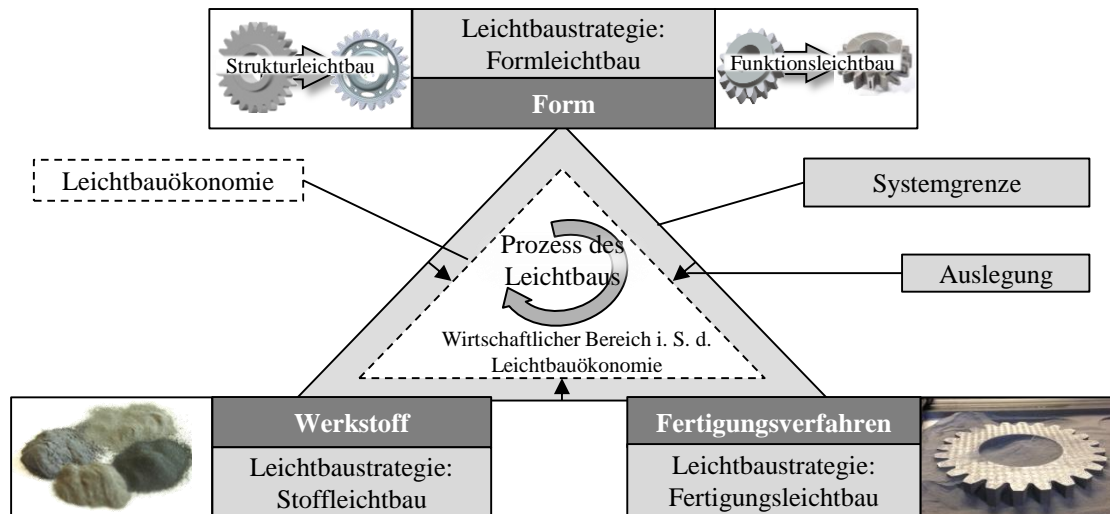 Leichtbaustrategie:
Formleichtbau
Strukturleichtbau
Funktionsleichtbau
Form
Leichtbauökonomie
Systemgrenze
Prozess des
Leichtbaus
Auslegung
Wirtschaftlicher Bereich i. S. d.
Leichtbauökonomie
Werkstoff
Leichtbaustrategie:
Stoffleichtbau
Fertigungsverfahren
Leichtbaustrategie:
Fertigungsleichtbau